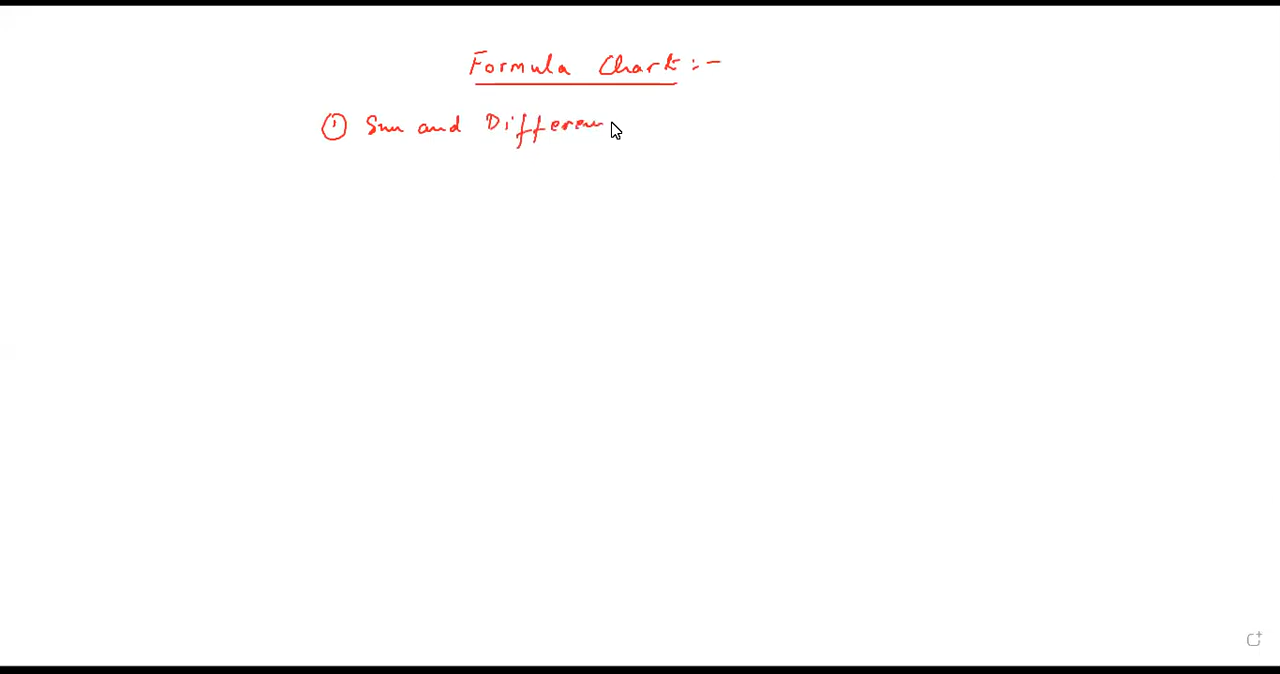 Formula Chart :-
① Sum and Differen